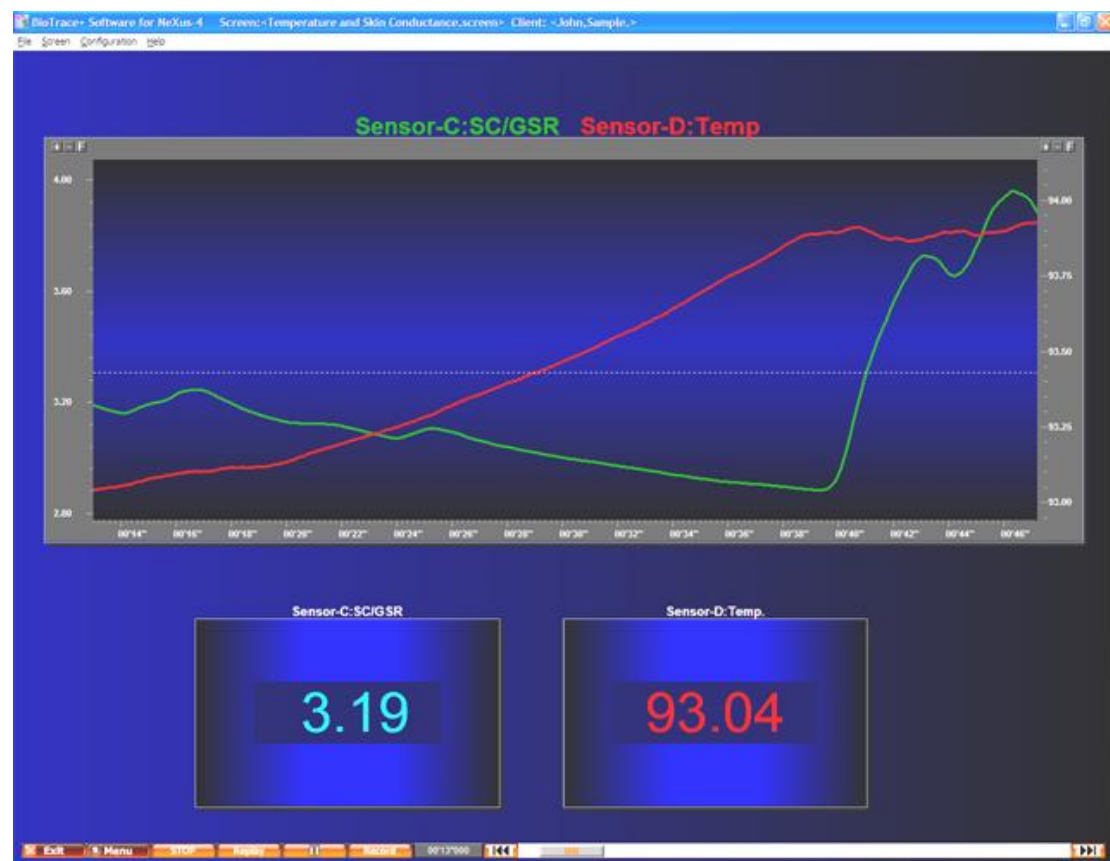 BioTrace+ Software for NeXus-4 Screen:<Temperature and Skin Conductance.screen> Client: <John,Sample.>
File Screen Configuration Help
Sensor-C:SC/GSR Sensor-D:Temp
+ - F + - F
4.00
94.00
93.75
3.60
93.50
3.20
93.25
93.00
2.80
00'14" 00'16" 00'18" 00'20" 00'22" 00'24" 00'26" 00'28" 00'30" 00'32" 00'34" 00'36" 00'38" 00'40" 00'42" 00'44" 00'46"
Sensor-C:SC/GSR Sensor-D:Temp.
3.19 93.04
Exit Menu STOP Replay Record 00'13"000